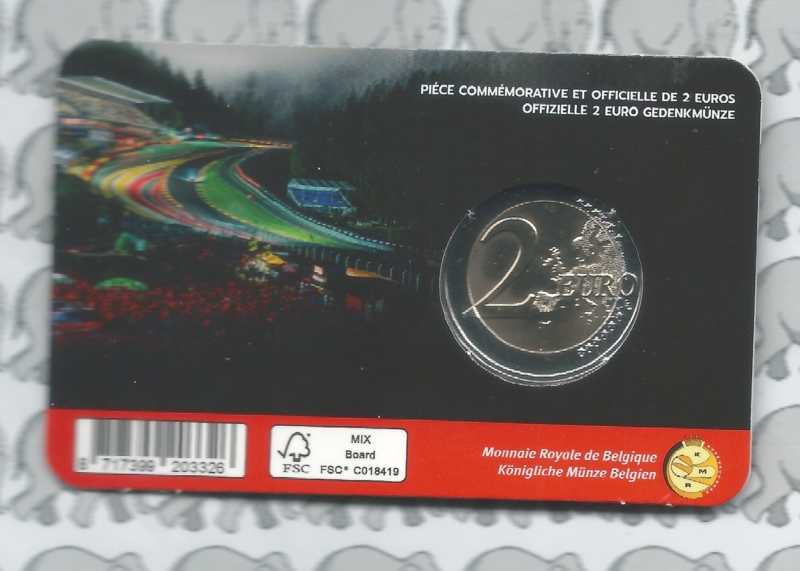 PIÉCE COMMÉMORATIVE ET OFFICIELLE DE 2 EUROS
OFFIZIELLE 2 EURO GEDENKMÜNZE
2 EURO
8 717399 203326
FSC
MIX
Board
FSC® C018419
Monnaie Royale de Belgique
Königliche Münze Belgien
K M R